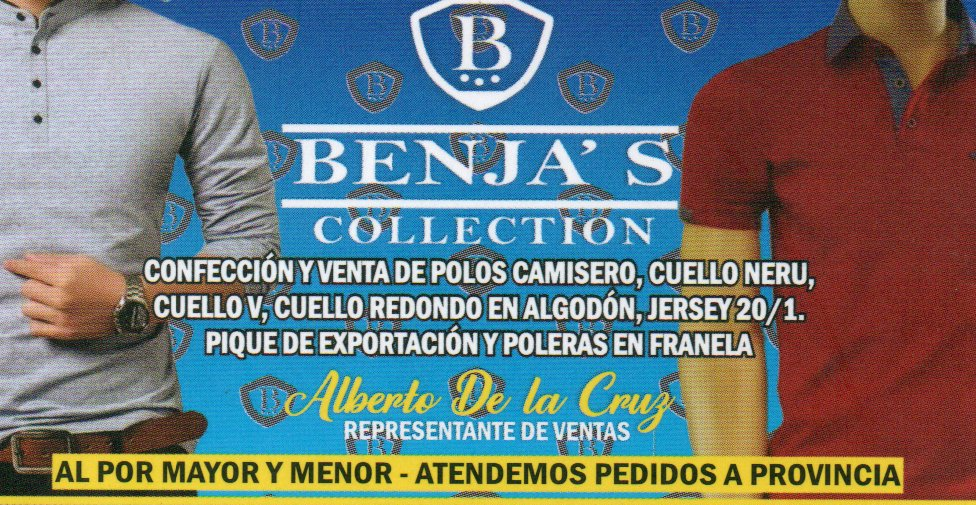 B
BENJA'S
COLLECTION
CONFECCIÓN Y VENTA DE POLOS CAMISERO, CUELLO NERU,
CUELLO V, CUELLO REDONDO EN ALGODÓN, JERSEY 20/1.
PIQUE DE EXPORTACIÓN Y POLERAS EN FRANELA
Alberto De la Cruz
REPRESENTANTE DE VENTAS
AL POR MAYOR Y MENOR - ATENDEMOS PEDIDOS A PROVINCIA